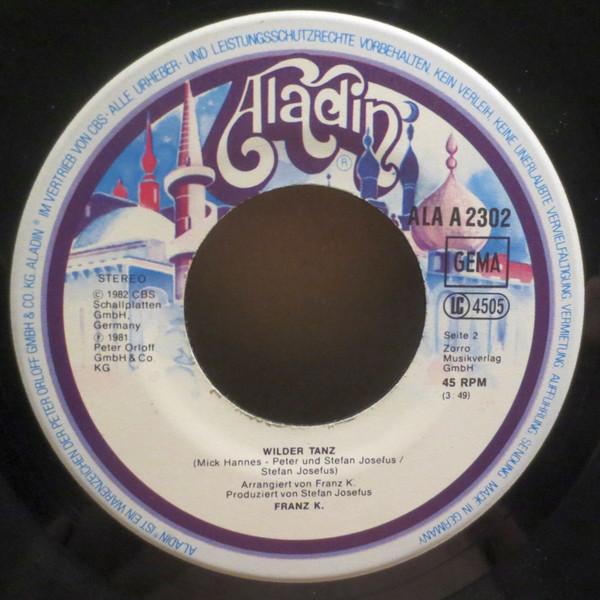 ALADIN® IST EIN WARENZEICHEN DER PETER ORLOFF GMBH & CO. KG. ALADIN® IM VERTRIEB VON CBS · ALLE URHEBER- UND LEISTUNGSSCHUTZRECHTE VORBEHALTEN. KEIN VERLEIH. KEINE UNERLAUBTE VERVIELFÄLTIGUNG, VERMIETUNG, AUFFÜHRUNG, SENDUNG. MADE IN GERMANY
Aladin
®
ALA A 2302
GEMA
LC 4505
STEREO
© 1982 CBS
Schallplatten
GmbH,
Germany
℗ 1981
Peter Orloff
GmbH & Co.
KG
Seite 2
Zorro
Musikverlag
GmbH
45 RPM
(3:49)
WILDER TANZ
(Mick Hannes - Peter und Stefan Josefus /
Stefan Josefus)
Arrangiert von Franz K.
Produziert von Stefan Josefus
FRANZ K.